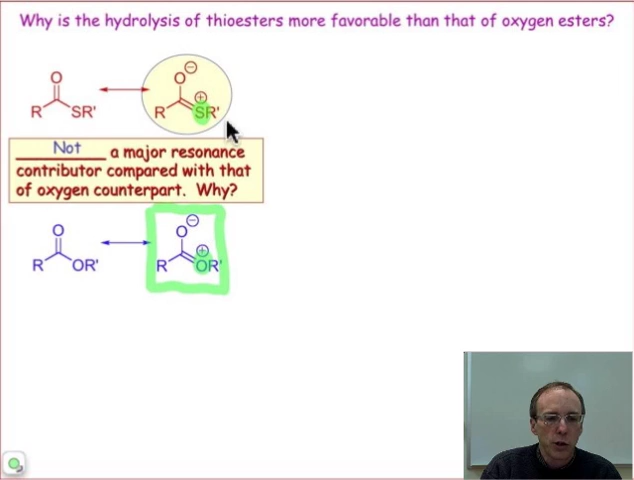 Why is the hydrolysis of thioesters more favorable than that of oxygen esters?
O
R SR'
O ⊖
R ⊕ SR'
Not a major resonance
contributor compared with that
of oxygen counterpart. Why?
O
R OR'
O ⊖
R ⊕ OR'